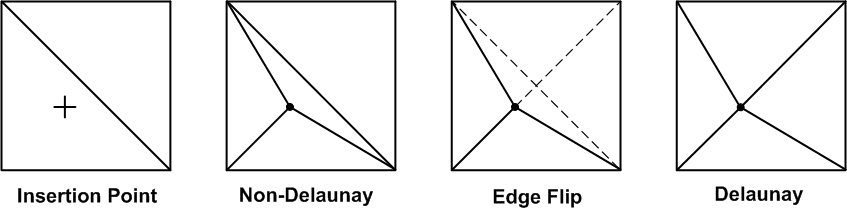 Insertion Point
Non-Delaunay
Edge Flip
Delaunay